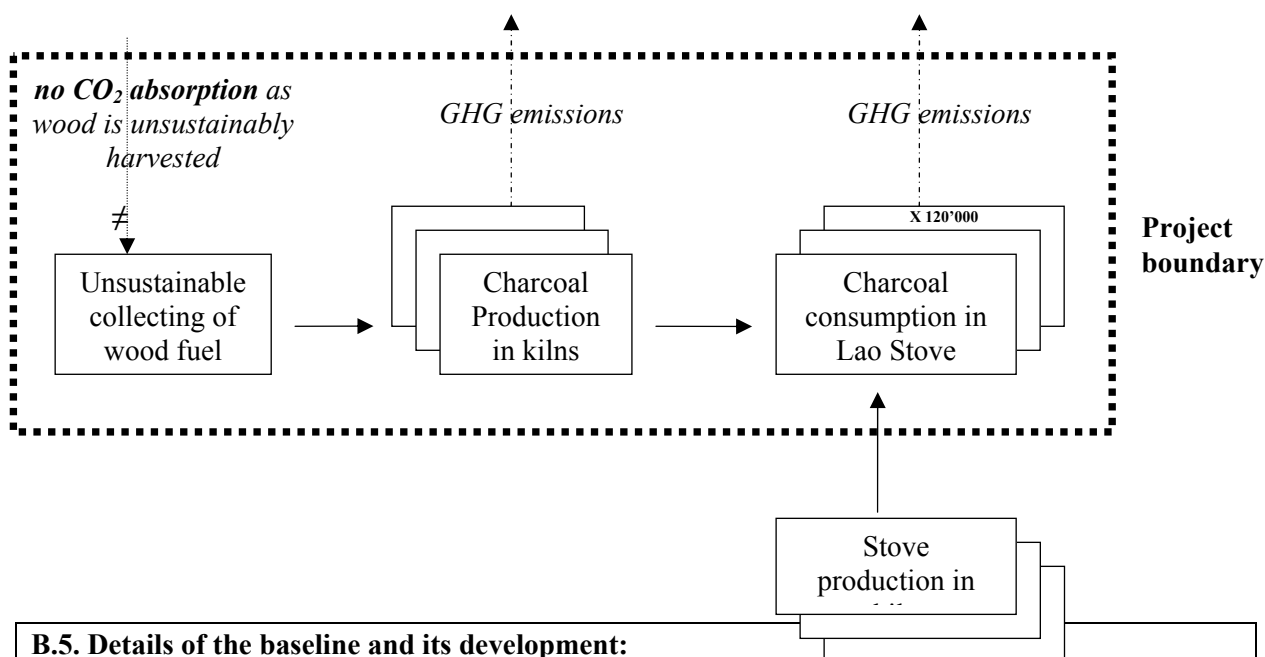 no CO₂ absorption as
wood is unsustainably
harvested
GHG emissions
GHG emissions
≠
X 120’000
Project
boundary
Unsustainable
collecting of
wood fuel
Charcoal
Production
in kilns
Charcoal
consumption in
Lao Stove
Stove
production in
B.5. Details of the baseline and its development: